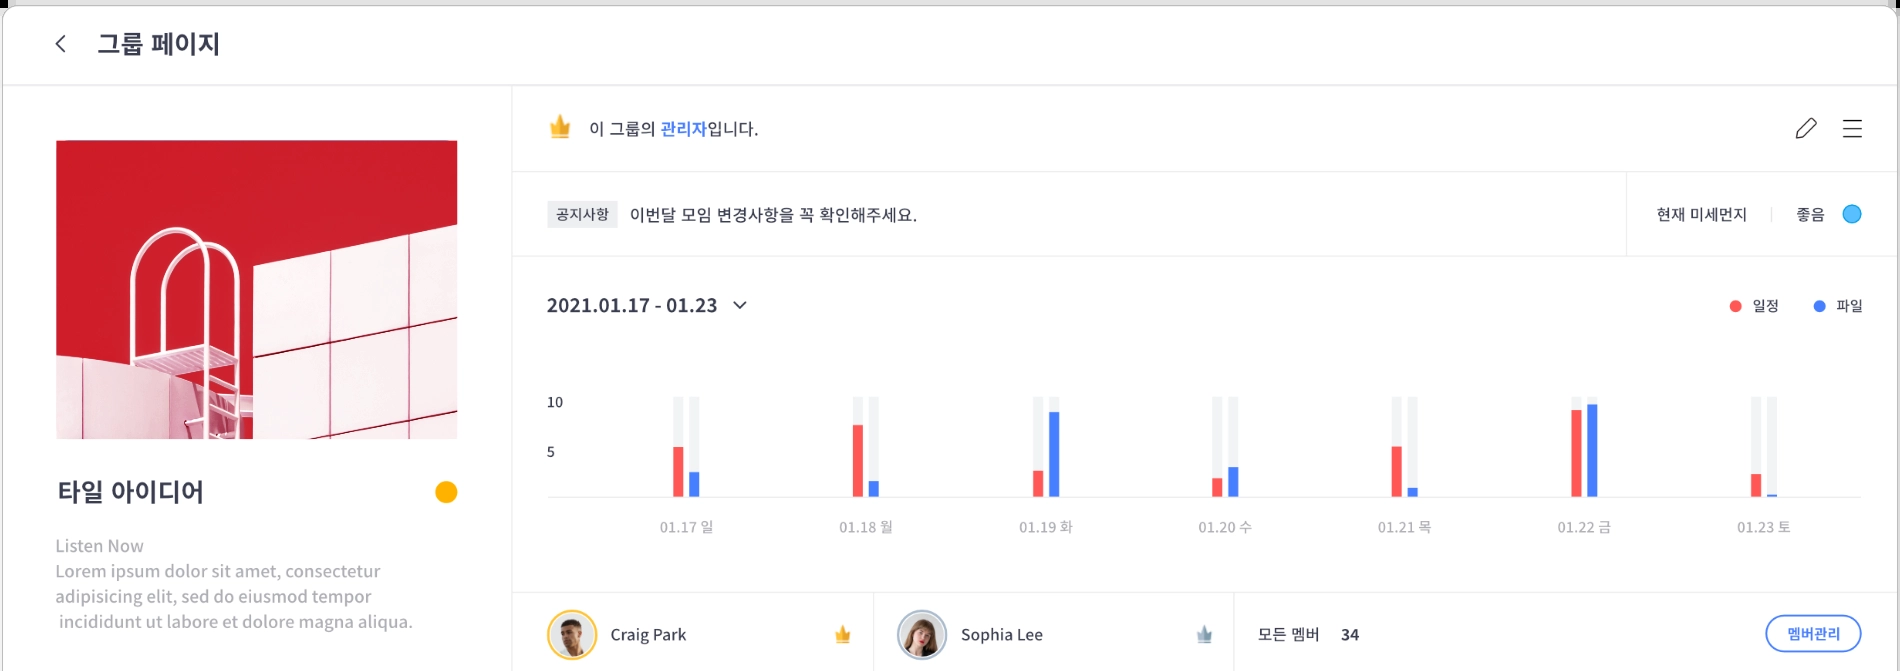 그룹 페이지
이 그룹의 관리자입니다.
공지사항 이번달 모임 변경사항을 꼭 확인해주세요.
현재 미세먼지 좋음
2021.01.17 - 01.23
일정 파일
10
5
01.17 일 01.18 월 01.19 화 01.20 수 01.21 목 01.22 금 01.23 토
타일 아이디어
Listen Now
Lorem ipsum dolor sit amet, consectetur
adipisicing elit, sed do eiusmod tempor
incididunt ut labore et dolore magna aliqua.
Craig Park
Sophia Lee
모든 멤버 34
멤버관리